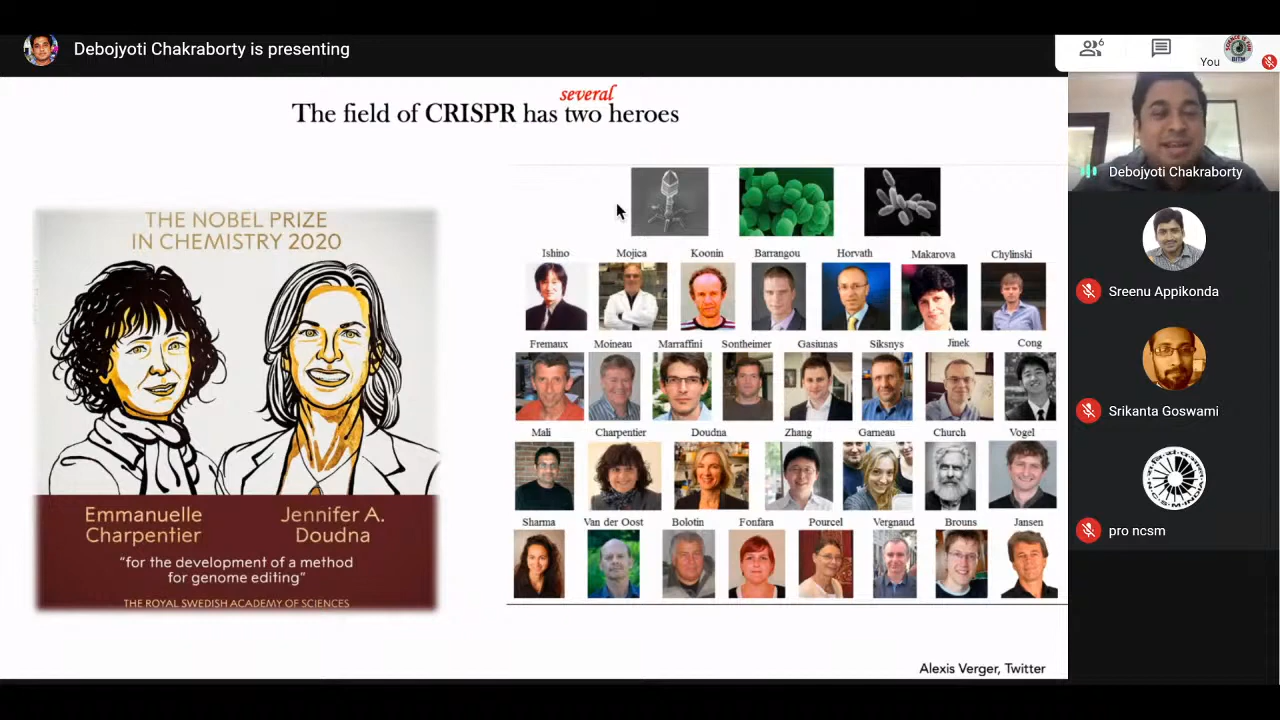 Debojyoti Chakraborty is presenting
6
You
several
The field of CRISPR has two heroes
THE NOBEL PRIZE
IN CHEMISTRY 2020
Emmanuelle
Charpentier
Jennifer A.
Doudna
“for the development of a method
for genome editing”
THE ROYAL SWEDISH ACADEMY OF SCIENCES
Ishino Mojica Koonin Barrangou Horvath Makarova Chylinski
Fremaux Moineau Marraffini Sontheimer Gasiunas Siksnys Jinek Cong
Mali Charpentier Doudna Zhang Garneau Church Vogel
Sharma Van der Oost Bolotin Fonfara Pourcel Vergnaud Brouns Jansen
Alexis Verger, Twitter
Debojyoti Chakraborty
Sreenu Appikonda
Srikanta Goswami
pro ncsm